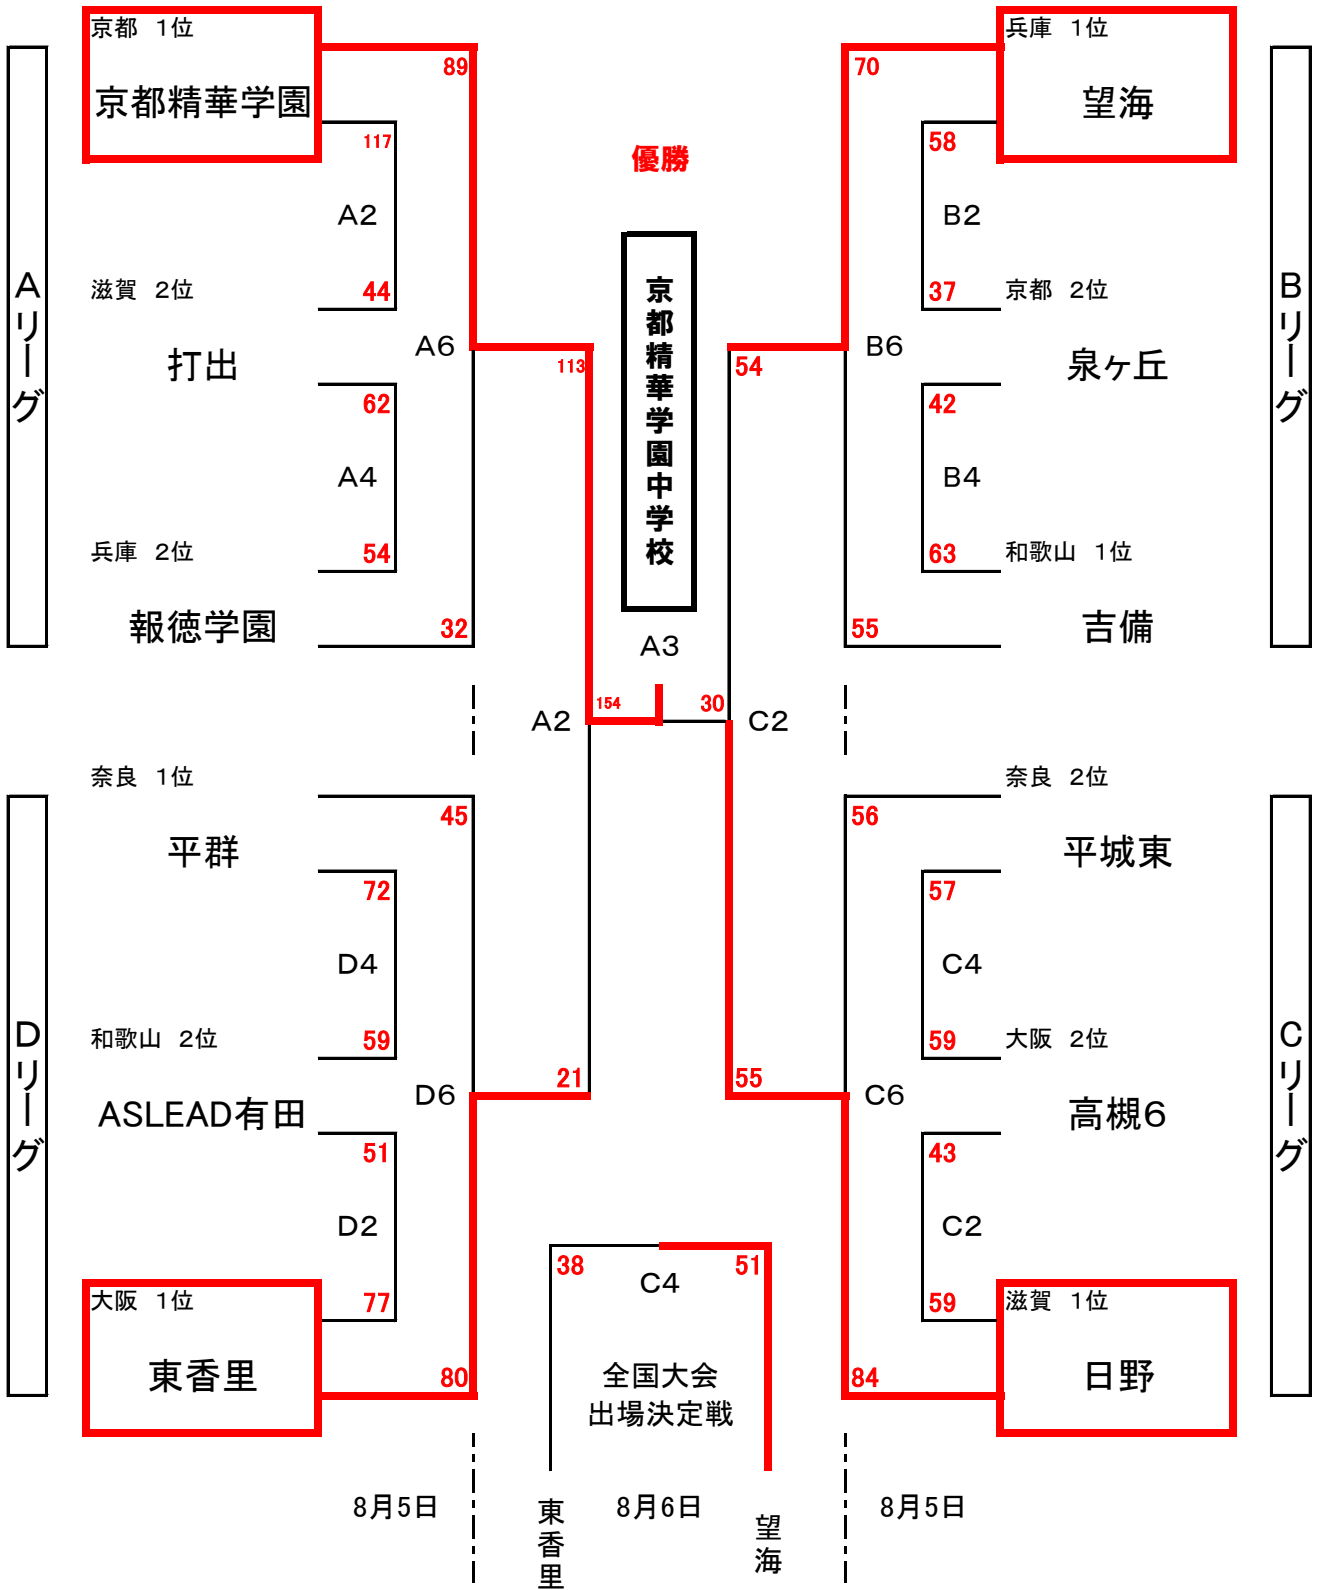 京都 1位
京都精華学園
89
117
A2
44
滋賀 2位
打出
A6
62
A4
54
兵庫 2位
報徳学園
32
Aリーグ
優勝
京都精華学園中学校
A3
113
54
154
30
A2
C2
兵庫 1位
望海
70
58
B2
37
京都 2位
泉ヶ丘
B6
42
B4
63
和歌山 1位
吉備
55
Bリーグ
奈良 1位
平群
45
72
D4
59
和歌山 2位
ASLEAD有田
D6
21
51
D2
77
大阪 1位
東香里
80
Dリーグ
奈良 2位
平城東
56
57
C4
59
大阪 2位
高槻6
55
C6
43
C2
59
滋賀 1位
日野
84
Cリーグ
38
C4
51
全国大会
出場決定戦
東香里
望海
8月5日
8月6日
8月5日